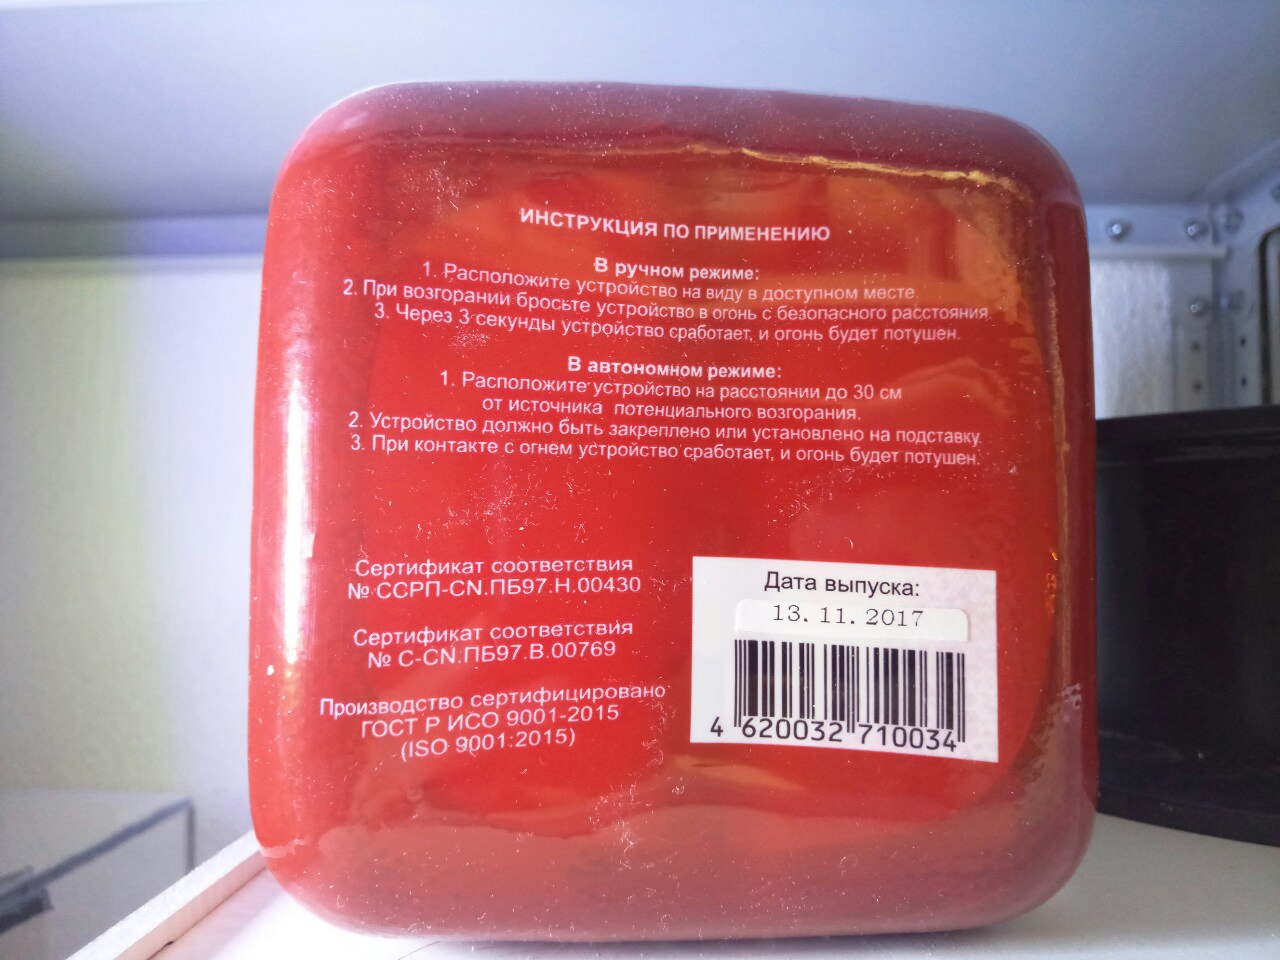 ИНСТРУКЦИЯ ПО ПРИМЕНЕНИЮ
В ручном режиме:
1. Расположите устройство на виду в доступном месте.
2. При возгорании бросьте устройство в огонь с безопасного расстояния.
3. Через 3 секунды устройство сработает, и огонь будет потушен.
В автономном режиме:
1. Расположите устройство на расстоянии до 30 см
от источника потенциального возгорания.
2. Устройство должно быть закреплено или установлено на подставку.
3. При контакте с огнем устройство сработает, и огонь будет потушен.
Сертификат соответствия
№ ССРП-CN.ПБ97.Н.00430
Сертификат соответствия
№ C-CN.ПБ97.В.00769
Производство сертифицировано
ГОСТ Р ИСО 9001-2015
(ISO 9001:2015)
Дата выпуска:
13.11.2017
4 620032 710034